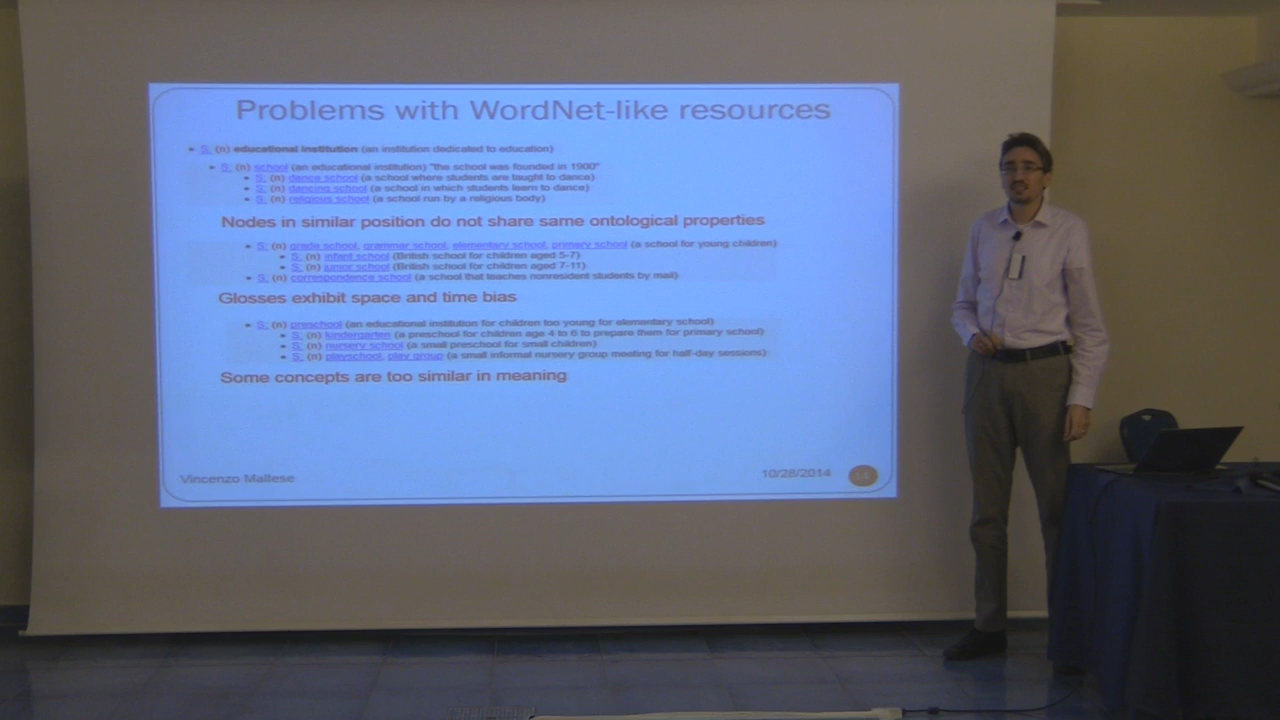 Problems with WordNet-like resources
S: (n) educational institution (an institution dedicated to education)
S: (n) school (an educational institution) "the school was founded in 1900"
S: (n) dance school (a school where students are taught to dance)
S: (n) dancing school (a school in which students learn to dance)
S: (n) religious school (a school run by a religious body)
Nodes in similar position do not share same ontological properties
S: (n) grade school, grammar school, elementary school, primary school (a school for young children)
S: (n) infant school (British school for children aged 5-7)
S: (n) junior school (British school for children aged 7-11)
S: (n) correspondence school (a school that teaches nonresident students by mail)
Glosses exhibit space and time bias
S: (n) preschool (an educational institution for children too young for elementary school)
S: (n) kindergarten (a preschool for children age 4 to 6 to prepare them for primary school)
S: (n) nursery school (a small preschool for small children)
S: (n) playschool, play group (a small informal nursery group meeting for half-day sessions)
Some concepts are too similar in meaning
Vincenzo Maltese
10/28/2014
14